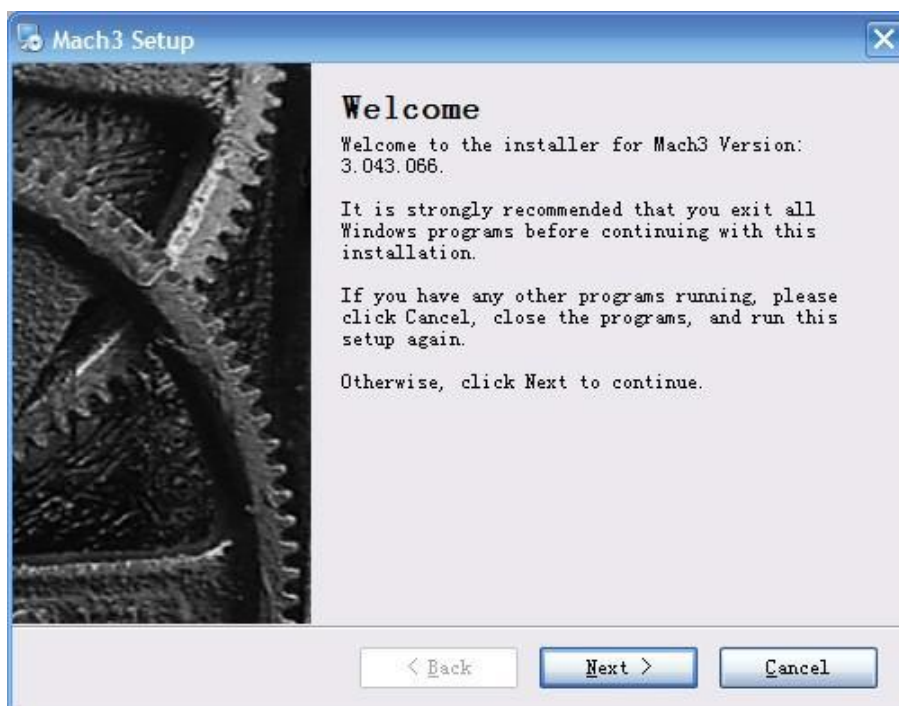 Mach3 Setup
Welcome
Welcome to the installer for Mach3 Version:
3.043.066.
It is strongly recommended that you exit all
Windows programs before continuing with this
installation.
If you have any other programs running, please
click Cancel, close the programs, and run this
setup again.
Otherwise, click Next to continue.
< Back
Next >
Cancel